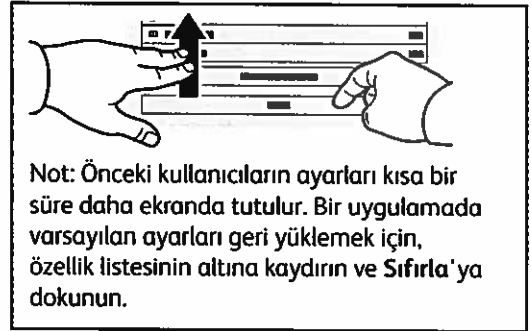 Not: Önceki kullanıcıların ayarları kısa bir
süre daha ekranda tutulur. Bir uygulamada
varsayılan ayarları geri yüklemek için,
özellik listesinin altına kaydırın ve Sıfırla'ya
dokunun.